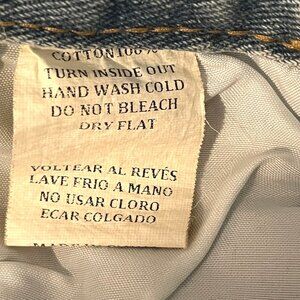 COTTON100%
TURN INSIDE OUT
HAND WASH COLD
DO NOT BLEACH
DRY FLAT
VOLTEAR AL REVÉS
LAVE FRIO A MANO
NO USAR CLORO
ECAR COLGADO
MADE